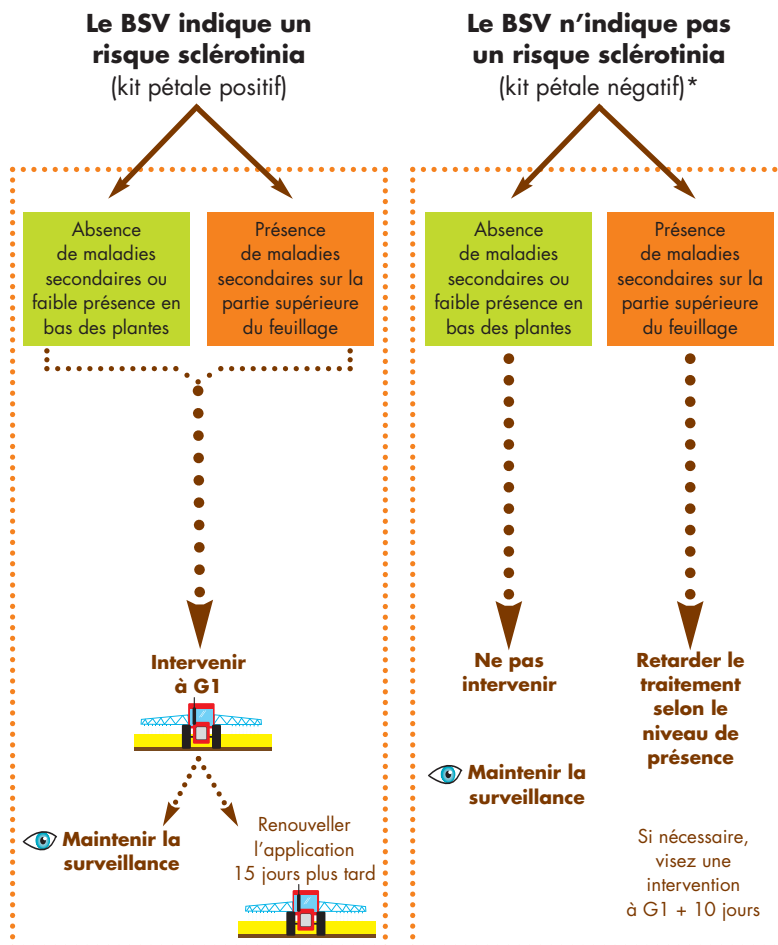 Le BSV indique un
risque sclérotinia
(kit pétale positif)
Absence
de maladies
secondaires ou
faible présence en
bas des plantes
Présence
de maladies
secondaires sur la
partie supérieure
du feuillage
Intervenir
à G1
Maintenir la
surveillance
Renouveller
l'application
15 jours plus tard
Le BSV n'indique pas
un risque sclérotinia
(kit pétale négatif)*
Absence
de maladies
secondaires ou
faible présence en
bas des plantes
Présence
de maladies
secondaires sur la
partie supérieure
du feuillage
Ne pas
intervenir
Maintenir la
surveillance
Retarder le
traitement
selon le
niveau de
présence
Si nécessaire,
visez une
intervention
à G1 + 10 jours